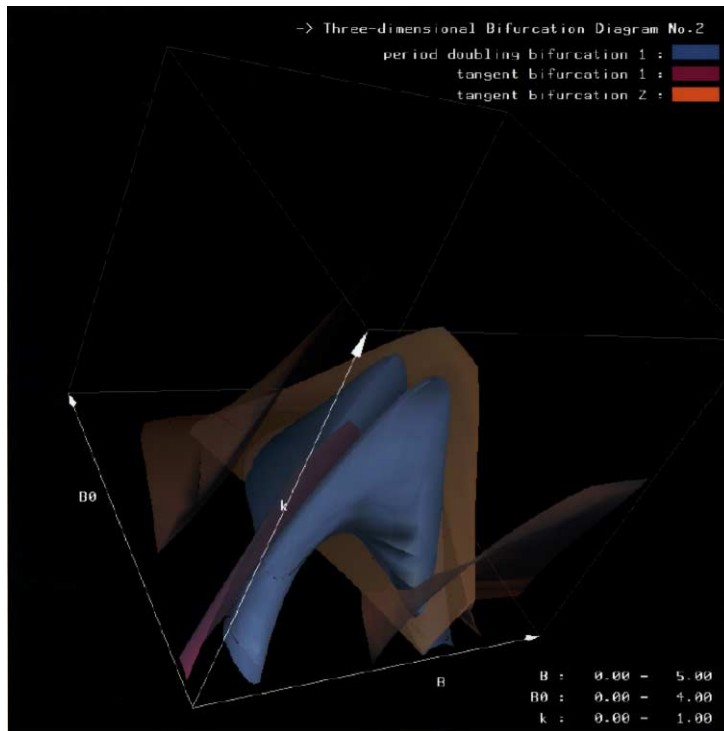 -> Three-dimensional Bifurcation Diagram No.2
period doubling bifurcation 1 :
tangent bifurcation 1 :
tangent bifurcation 2 :
B0
k
B
B : 0.00 - 5.00
B0 : 0.00 - 4.00
k : 0.00 - 1.00